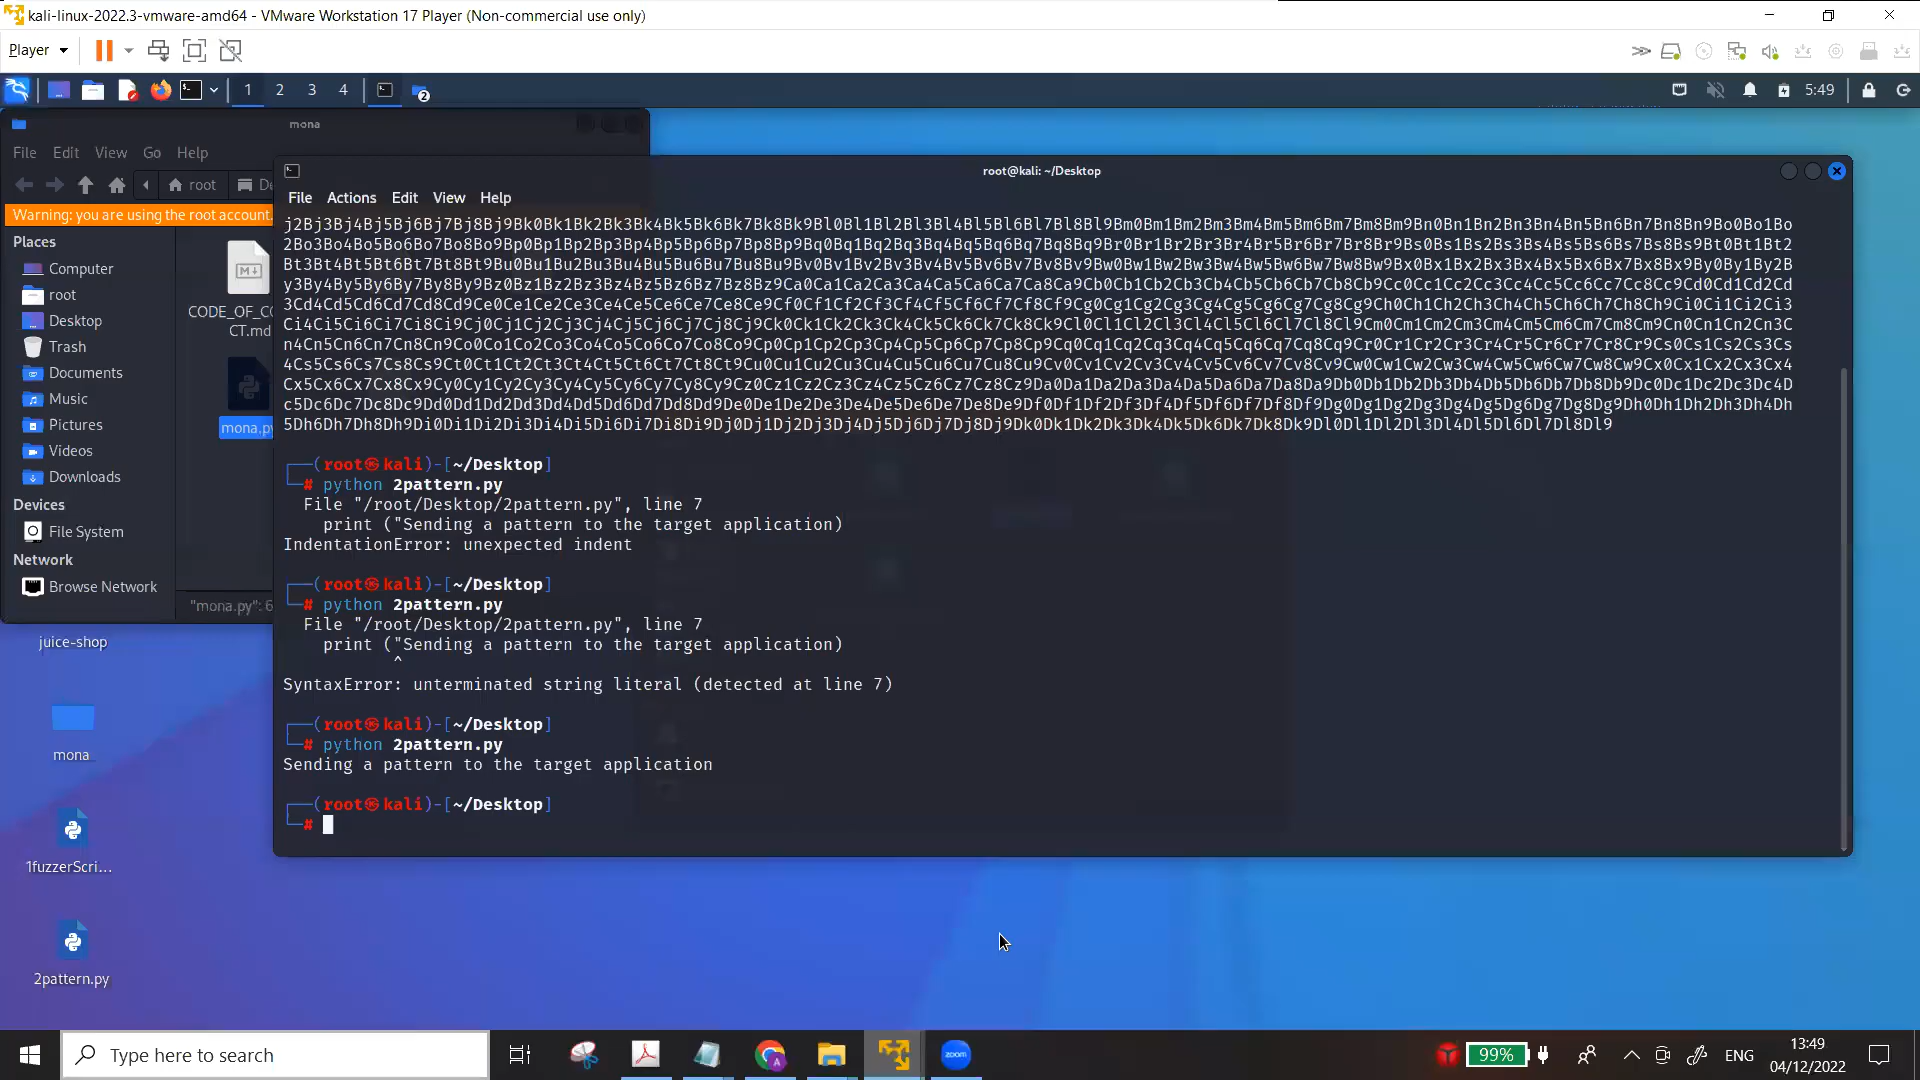 kali-linux-2022.3-vmware-amd64 - VMware Workstation 17 Player (Non-commercial use only)
Player
1 2 3 4 2 5:49
mona
File Edit View Go Help
root De
Warning: you are using the root account.
Places
Computer
root
Desktop
Trash
Documents
Music
Pictures
Videos
Downloads
Devices
File System
Network
Browse Network
CODE_OF_CO
CT.md
mona.py
"mona.py": 6
root@kali: ~/Desktop
File Actions Edit View Help
j2Bj3Bj4Bj5Bj6Bj7Bj8Bj9Bk0Bk1Bk2Bk3Bk4Bk5Bk6Bk7Bk8Bk9Bl0Bl1Bl2Bl3Bl4Bl5Bl6Bl7Bl8Bl9Bm0Bm1Bm2Bm3Bm4Bm5Bm6Bm7Bm8Bm9Bn0Bn1Bn2Bn3Bn4Bn5Bn6Bn7Bn8Bn9Bo0Bo1Bo
2Bo3Bo4Bo5Bo6Bo7Bo8Bo9Bp0Bp1Bp2Bp3Bp4Bp5Bp6Bp7Bp8Bp9Bq0Bq1Bq2Bq3Bq4Bq5Bq6Bq7Bq8Bq9Br0Br1Br2Br3Br4Br5Br6Br7Br8Br9Bs0Bs1Bs2Bs3Bs4Bs5Bs6Bs7Bs8Bs9Bt0Bt1Bt2
Bt3Bt4Bt5Bt6Bt7Bt8Bt9Bu0Bu1Bu2Bu3Bu4Bu5Bu6Bu7Bu8Bu9Bv0Bv1Bv2Bv3Bv4Bv5Bv6Bv7Bv8Bv9Bw0Bw1Bw2Bw3Bw4Bw5Bw6Bw7Bw8Bw9Bx0Bx1Bx2Bx3Bx4Bx5Bx6Bx7Bx8Bx9By0By1By2B
y3By4By5By6By7By8By9Bz0Bz1Bz2Bz3Bz4Bz5Bz6Bz7Bz8Bz9Ca0Ca1Ca2Ca3Ca4Ca5Ca6Ca7Ca8Ca9Cb0Cb1Cb2Cb3Cb4Cb5Cb6Cb7Cb8Cb9Cc0Cc1Cc2Cc3Cc4Cc5Cc6Cc7Cc8Cc9Cd0Cd1Cd2Cd
3Cd4Cd5Cd6Cd7Cd8Cd9Ce0Ce1Ce2Ce3Ce4Ce5Ce6Ce7Ce8Ce9Cf0Cf1Cf2Cf3Cf4Cf5Cf6Cf7Cf8Cf9Cg0Cg1Cg2Cg3Cg4Cg5Cg6Cg7Cg8Cg9Ch0Ch1Ch2Ch3Ch4Ch5Ch6Ch7Ch8Ch9Ci0Ci1Ci2Ci3
Ci4Ci5Ci6Ci7Ci8Ci9Cj0Cj1Cj2Cj3Cj4Cj5Cj6Cj7Cj8Cj9Ck0Ck1Ck2Ck3Ck4Ck5Ck6Ck7Ck8Ck9Cl0Cl1Cl2Cl3Cl4Cl5Cl6Cl7Cl8Cl9Cm0Cm1Cm2Cm3Cm4Cm5Cm6Cm7Cm8Cm9Cn0Cn1Cn2Cn3C
n4Cn5Cn6Cn7Cn8Cn9Co0Co1Co2Co3Co4Co5Co6Co7Co8Co9Cp0Cp1Cp2Cp3Cp4Cp5Cp6Cp7Cp8Cp9Cq0Cq1Cq2Cq3Cq4Cq5Cq6Cq7Cq8Cq9Cr0Cr1Cr2Cr3Cr4Cr5Cr6Cr7Cr8Cr9Cs0Cs1Cs2Cs3Cs
4Cs5Cs6Cs7Cs8Cs9Ct0Ct1Ct2Ct3Ct4Ct5Ct6Ct7Ct8Ct9Cu0Cu1Cu2Cu3Cu4Cu5Cu6Cu7Cu8Cu9Cv0Cv1Cv2Cv3Cv4Cv5Cv6Cv7Cv8Cv9Cw0Cw1Cw2Cw3Cw4Cw5Cw6Cw7Cw8Cw9Cx0Cx1Cx2Cx3Cx4
Cx5Cx6Cx7Cx8Cx9Cy0Cy1Cy2Cy3Cy4Cy5Cy6Cy7Cy8Cy9Cz0Cz1Cz2Cz3Cz4Cz5Cz6Cz7Cz8Cz9Da0Da1Da2Da3Da4Da5Da6Da7Da8Da9Db0Db1Db2Db3Db4Db5Db6Db7Db8Db9Dc0Dc1Dc2Dc3Dc4D
c5Dc6Dc7Dc8Dc9Dd0Dd1Dd2Dd3Dd4Dd5Dd6Dd7Dd8Dd9De0De1De2De3De4De5De6De7De8De9Df0Df1Df2Df3Df4Df5Df6Df7Df8Df9Dg0Dg1Dg2Dg3Dg4Dg5Dg6Dg7Dg8Dg9Dh0Dh1Dh2Dh3Dh4Dh
5Dh6Dh7Dh8Dh9Di0Di1Di2Di3Di4Di5Di6Di7Di8Di9Dj0Dj1Dj2Dj3Dj4Dj5Dj6Dj7Dj8Dj9Dk0Dk1Dk2Dk3Dk4Dk5Dk6Dk7Dk8Dk9Dl0Dl1Dl2Dl3Dl4Dl5Dl6Dl7Dl8Dl9
┌──(root㉿kali)-[~/Desktop]
└─# python 2pattern.py
File "/root/Desktop/2pattern.py", line 7
print ("Sending a pattern to the target application)
IndentationError: unexpected indent
┌──(root㉿kali)-[~/Desktop]
└─# python 2pattern.py
File "/root/Desktop/2pattern.py", line 7
print ("Sending a pattern to the target application)
^
SyntaxError: unterminated string literal (detected at line 7)
┌──(root㉿kali)-[~/Desktop]
└─# python 2pattern.py
Sending a pattern to the target application
┌──(root㉿kali)-[~/Desktop]
└─#
juice-shop
mona
1fuzzerScri...
2pattern.py
Type here to search
A
zoom
99%
ENG
13:49
04/12/2022